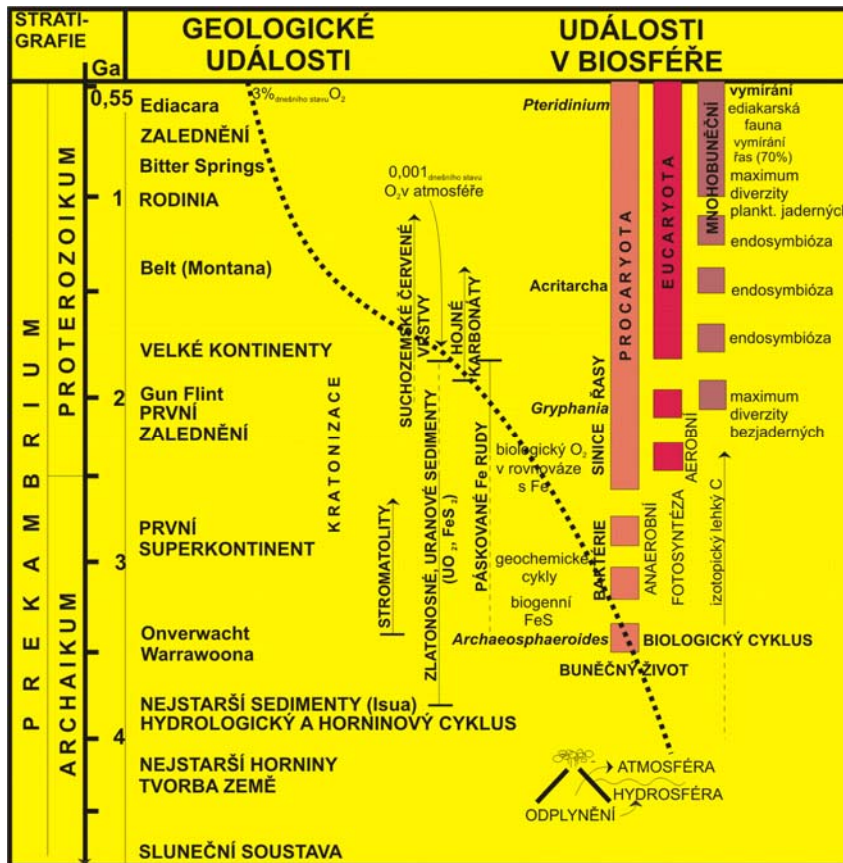 STRATI-
GRAFIE
GEOLOGICKÉ
UDÁLOSTI
UDÁLOSTI
V BIOSFÉŘE
Ga
0,55
1
2
3
4
PREKAMBRIUM
PROTEROZOIKUM
ARCHAIKUM
3% dnešního stavu O2
Ediacara
ZALEDNĚNÍ
Bitter Springs
RODINIA
Belt (Montana)
VELKÉ KONTINENTY
Gun Flint
PRVNÍ
ZALEDNĚNÍ
PRVNÍ
SUPERKONTINENT
Onverwacht
Warrawoona
NEJSTARŠÍ SEDIMENTY (Isua)
HYDROLOGICKÝ A HORNINOVÝ CYKLUS
NEJSTARŠÍ HORNINY
TVORBA ZEMĚ
SLUNEČNÍ SOUSTAVA
KRATONIZACE
STROMATOLITY
SUCHOZEMSKÉ ČERVENÉ
VRSTVY
ZLATONOSNÉ, URANOVÉ SEDIMENTY
(UO2, FeS2)
HOJNÉ
KARBONÁTY
PÁSKOVANÉ Fe RUDY
0,001 dnešního stavu
O2 v atmosféře
biologický O2
v rovnováze
s Fe
geochemické
cykly
biogenní
FeS
Pteridinium
Acritarcha
Gryphania
Archaeosphaeroides
BIOLOGICKÝ CYKLUS
BUNĚČNÝ ŽIVOT
BAKTÉRIE
SINICE
ŘASY
PROCARYOTA
EUCARYOTA
MNOHOBUNĚČNÍ
ANAEROBNÍ
FOTOSYNTÉZA
AEROBNÍ
izotopický lehký C
vymírání
ediakarská
fauna
vymírání
řas (70%)
maximum
diverzity
plankt. jaderných
endosymbióza
endosymbióza
endosymbióza
maximum
diverzity
bezjaderných
ATMOSFÉRA
HYDROSFÉRA
ODPLYNĚNÍ